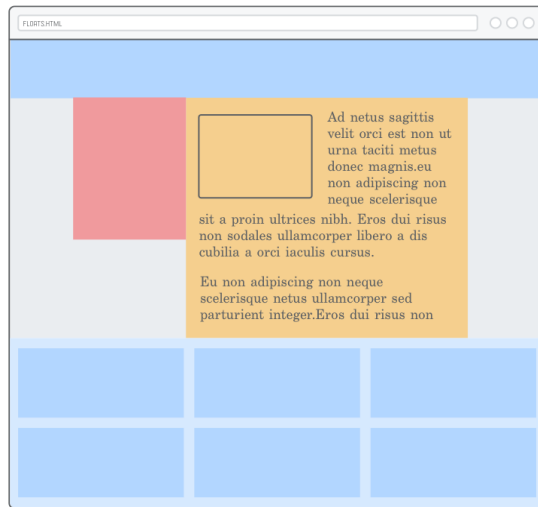 FLOATS.HTML
Ad netus sagittis
velit orci est non ut
urna taciti metus
donec magnis.eu
non adipiscing non
neque scelerisque
sit a proin ultrices nibh. Eros dui risus
non sodales ullamcorper libero a dis
cubilia a orci iaculis cursus.
Eu non adipiscing non neque
scelerisque netus ullamcorper sed
parturient integer.Eros dui risus non